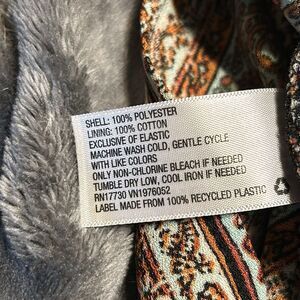 SHELL: 100% POLYESTER
LINING: 100% COTTON
EXCLUSIVE OF ELASTIC
MACHINE WASH COLD, GENTLE CYCLE
WITH LIKE COLORS
ONLY NON-CHLORINE BLEACH IF NEEDED
TUMBLE DRY LOW, COOL IRON IF NEEDED
RN17730 VN1976052
LABEL MADE FROM 100% RECYCLED PLASTIC